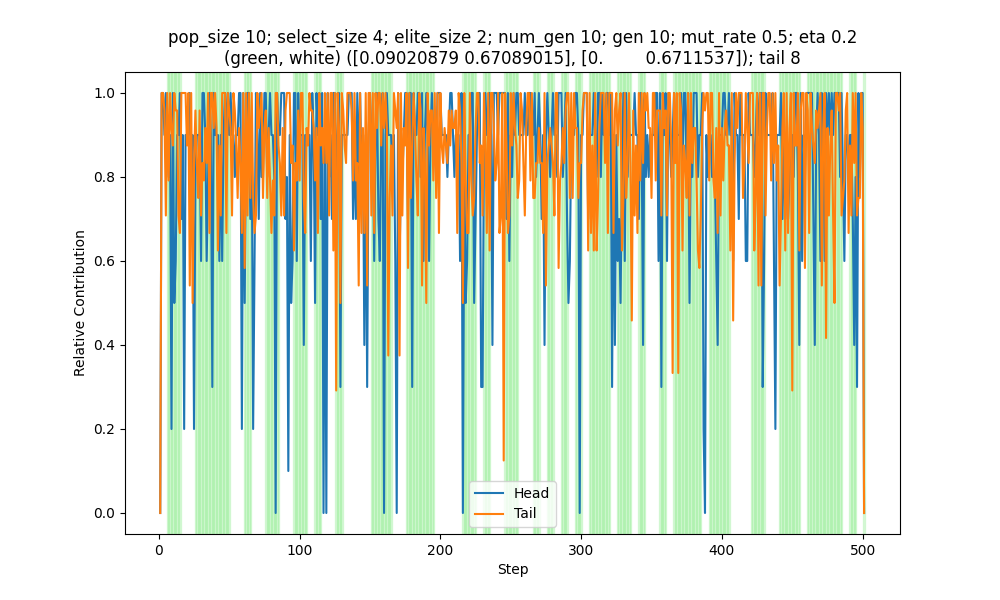 pop_size 10; select_size 4; elite_size 2; num_gen 10; gen 10; mut_rate 0.5; eta 0.2
(green, white) ([0.09020879 0.67089015], [0.         0.6711537]); tail 8
1.0
0.8
0.6
0.4
0.2
0.0
Relative Contribution
Head
Tail
0
100
200
300
400
500
Step